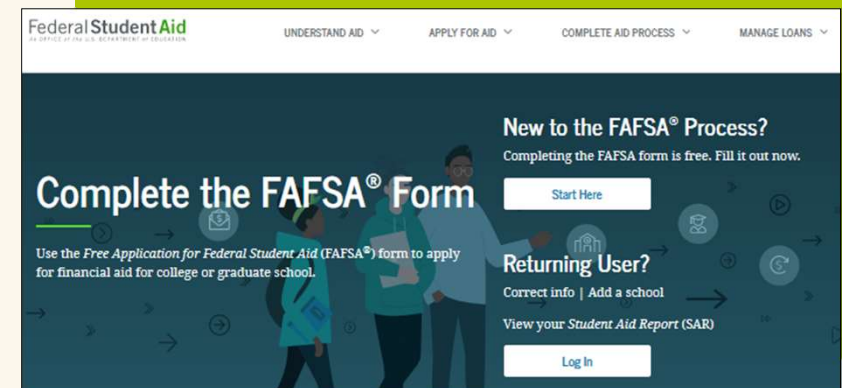 Federal Student Aid
An OFFICE of the U.S. DEPARTMENT of EDUCATION
UNDERSTAND AID
APPLY FOR AID
COMPLETE AID PROCESS
MANAGE LOANS
Complete the FAFSA® Form
Use the Free Application for Federal Student Aid (FAFSA®) form to apply
for financial aid for college or graduate school.
New to the FAFSA® Process?
Completing the FAFSA form is free. Fill it out now.
Start Here
Returning User?
Correct info | Add a school
View your Student Aid Report (SAR)
Log In